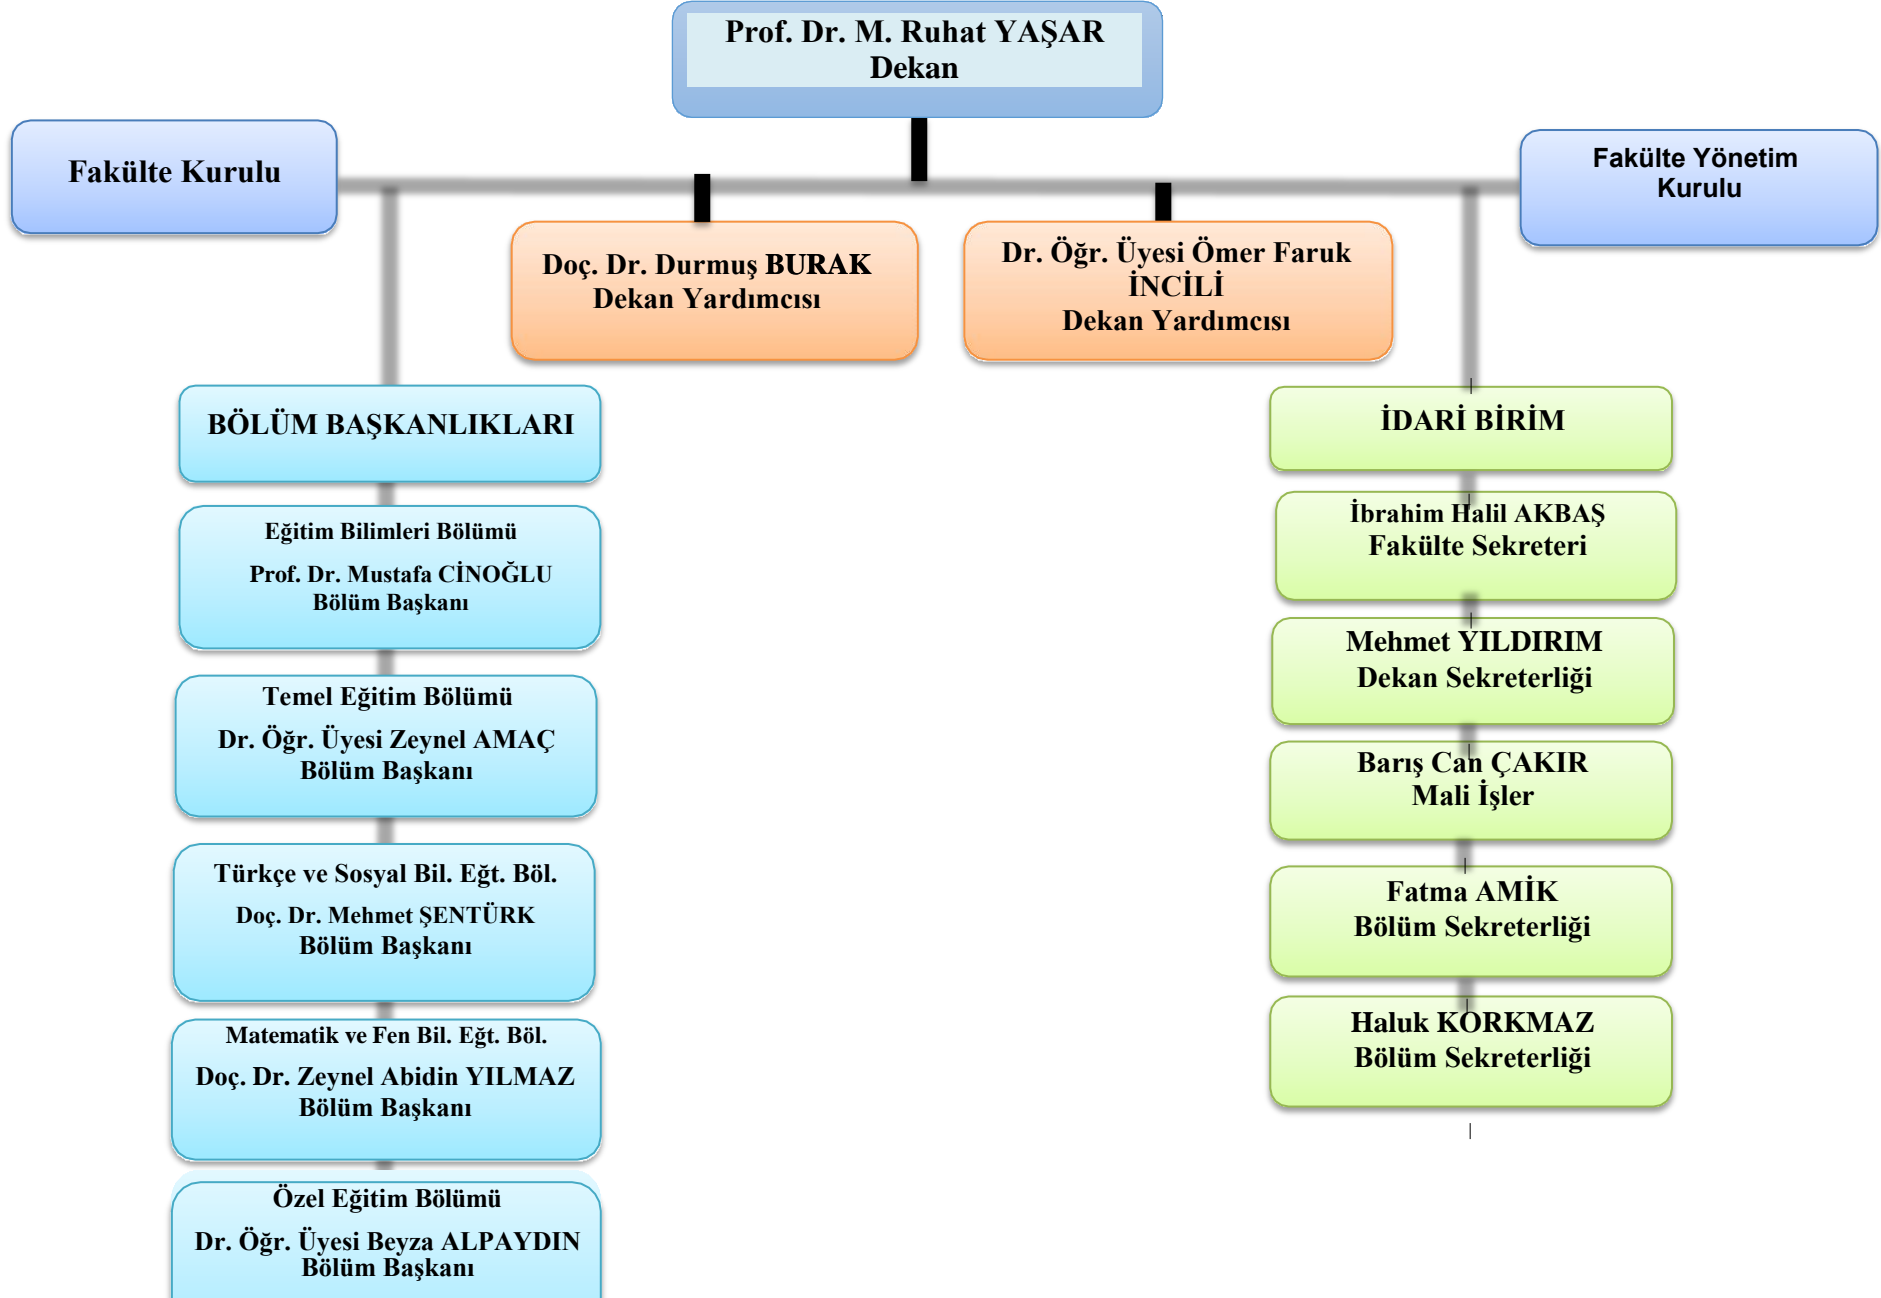 Prof. Dr. M. Ruhat YAŞAR
Dekan
Fakülte Kurulu
Fakülte Yönetim
Kurulu
Doç. Dr. Durmuş BURAK
Dekan Yardımcısı
Dr. Öğr. Üyesi Ömer Faruk
İNCİLİ
Dekan Yardımcısı
BÖLÜM BAŞKANLIKLARI
Eğitim Bilimleri Bölümü
Prof. Dr. Mustafa CİNOĞLU
Bölüm Başkanı
Temel Eğitim Bölümü
Dr. Öğr. Üyesi Zeynel AMAÇ
Bölüm Başkanı
Türkçe ve Sosyal Bil. Eğt. Böl.
Doç. Dr. Mehmet ŞENTÜRK
Bölüm Başkanı
Matematik ve Fen Bil. Eğt. Böl.
Doç. Dr. Zeynel Abidin YILMAZ
Bölüm Başkanı
Özel Eğitim Bölümü
Dr. Öğr. Üyesi Beyza ALPAYDIN
Bölüm Başkanı
İDARİ BİRİM
İbrahim Halil AKBAŞ
Fakülte Sekreteri
Mehmet YILDIRIM
Dekan Sekreterliği
Barış Can ÇAKIR
Mali İşler
Fatma AMİK
Bölüm Sekreterliği
Haluk KORKMAZ
Bölüm Sekreterliği